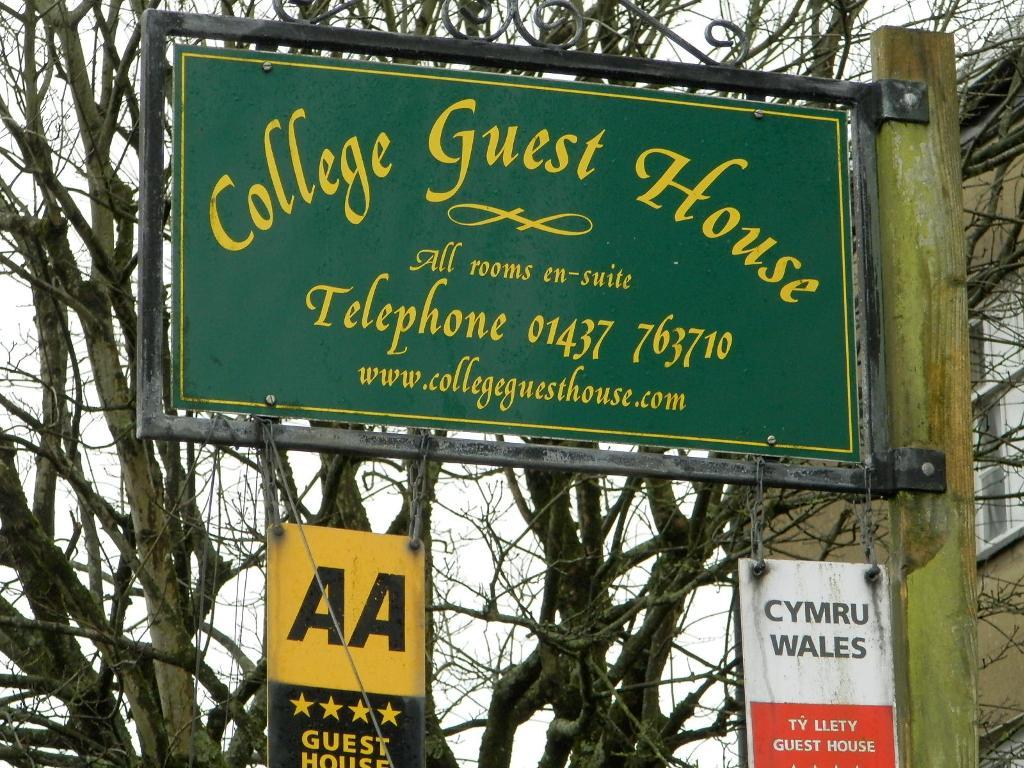 College Guest House
All rooms en-suite
Telephone 01437 763710
www.collegeguesthouse.com
AA
GUEST
HOUSE
CYMRU
WALES
TŶ LLETY
GUEST HOUSE